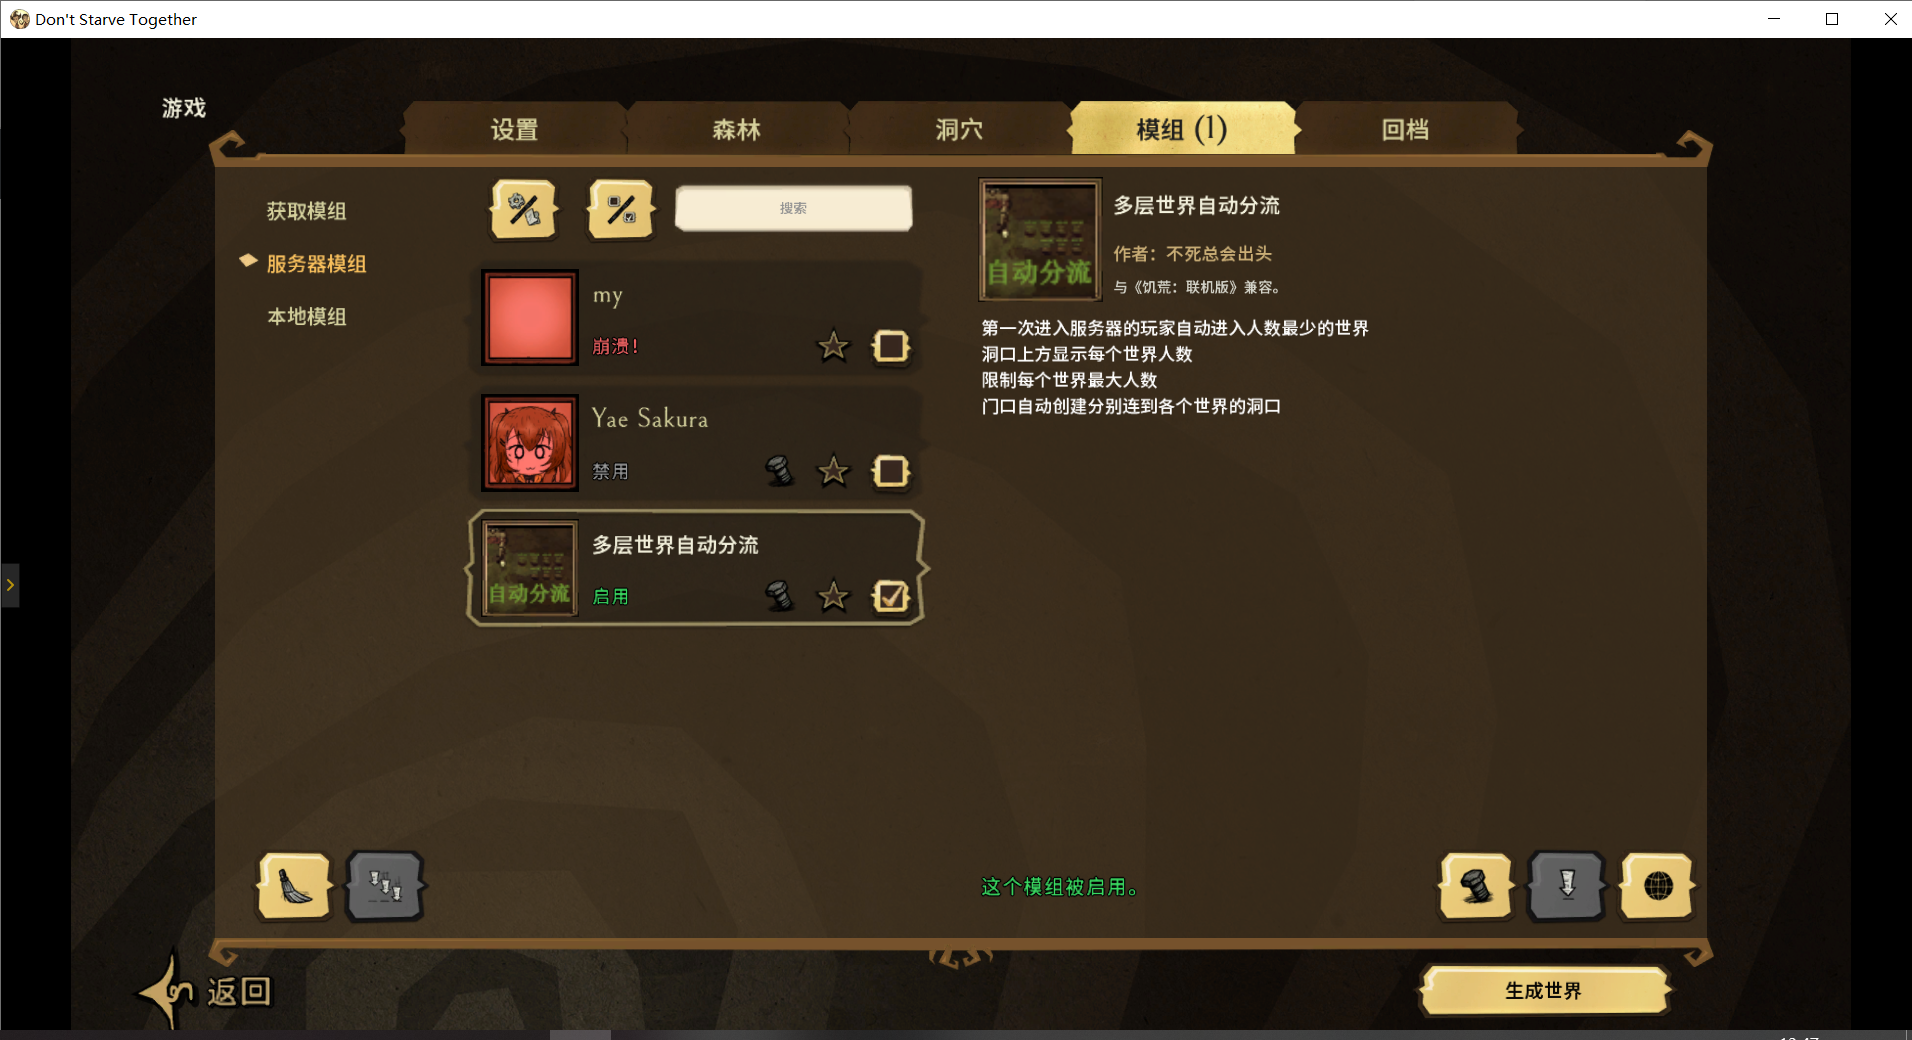 Don't Starve Together
游戏
设置
森林
洞穴
模组 (1)
回档
获取模组
服务器模组
本地模组
搜索
my
崩溃！
Yae Sakura
禁用
自动分流
多层世界自动分流
启用
自动分流
多层世界自动分流
作者：不死总会出头
与《饥荒：联机版》兼容。
第一次进入服务器的玩家自动进入人数最少的世界
洞口上方显示每个世界人数
限制每个世界最大人数
门口自动创建分别连到各个世界的洞口
这个模组被启用。
返回
生成世界